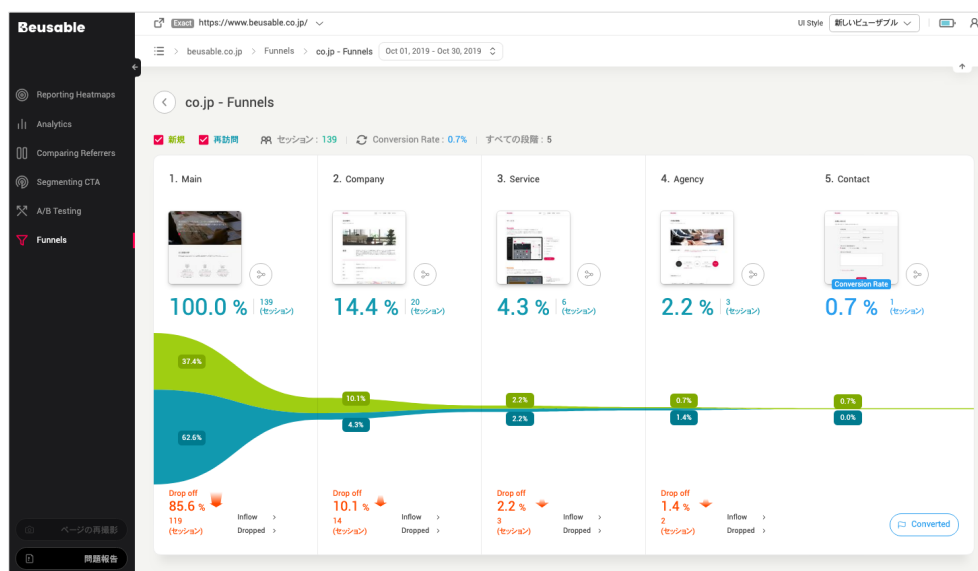 Beusable
Exact https://www.beusable.co.jp/
UI Style 新しいビューザブル
beusable.co.jp > Funnels > co.jp - Funnels Oct 01, 2019 - Oct 30, 2019
Reporting Heatmaps
Analytics
Comparing Referrers
Segmenting CTA
A/B Testing
Funnels
ページの再撮影
問題報告
co.jp - Funnels
新規 再訪問 セッション : 139 Conversion Rate : 0.7% すべての段階 : 5
1. Main
2. Company
3. Service
4. Agency
5. Contact
Conversion Rate
100.0 % 139 (セッション)
14.4 % 20 (セッション)
4.3 % 6 (セッション)
2.2 % 3 (セッション)
0.7 % 1 (セッション)
37.4%
10.1%
2.2%
0.7%
0.7%
62.6%
4.3%
2.2%
1.4%
0.0%
Drop off
85.6 %
119
(セッション)
Inflow >
Dropped >
Drop off
10.1 %
14
(セッション)
Inflow >
Dropped >
Drop off
2.2 %
3
(セッション)
Inflow >
Dropped >
Drop off
1.4 %
2
(セッション)
Inflow >
Dropped >
Converted